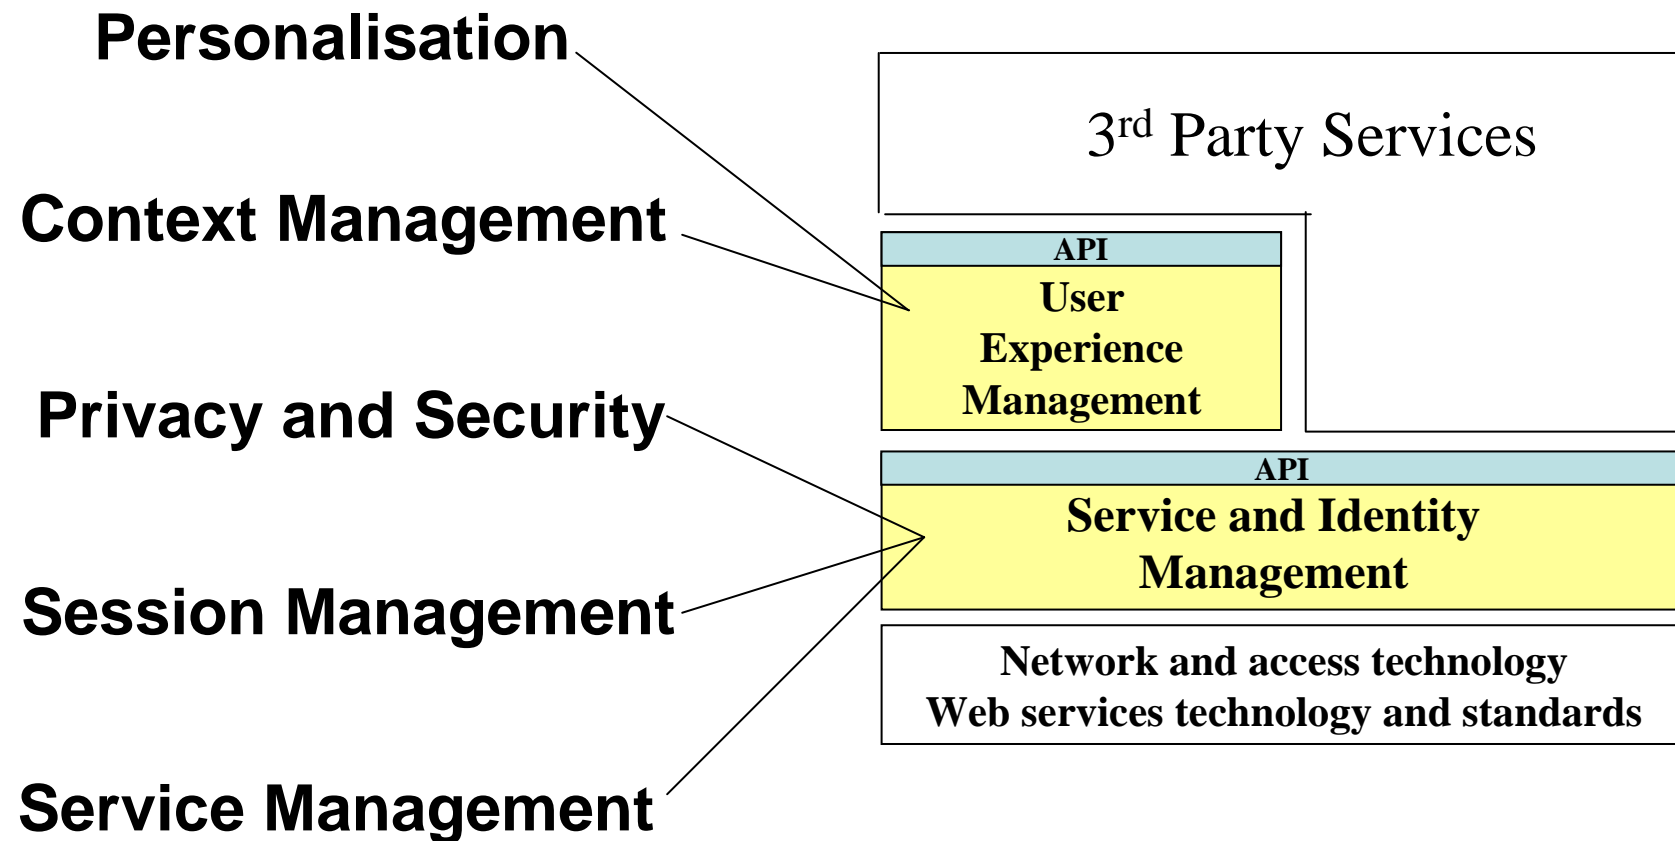 Personalisation
Context Management
Privacy and Security
Session Management
Service Management
3rd Party Services
API
User
Experience
Management
API
Service and Identity
Management
Network and access technology
Web services technology and standards